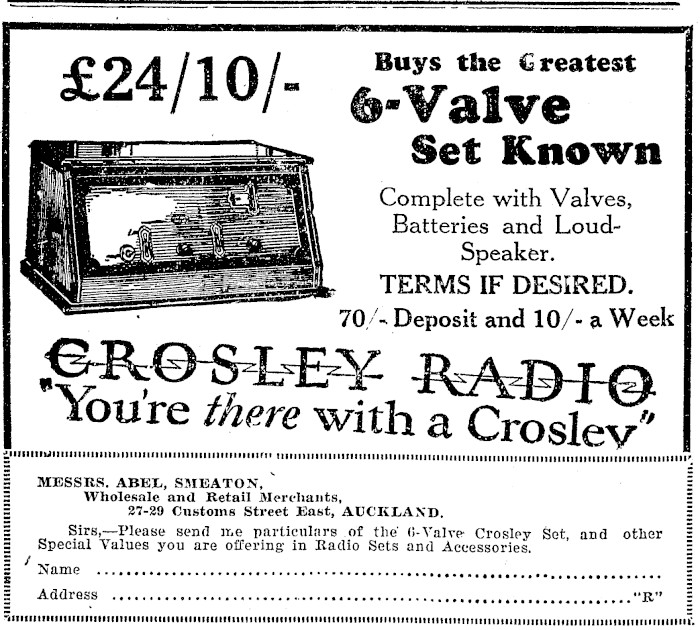 £24/10/-
Buys the Greatest
6-Valve
Set Known
Complete with Valves,
Batteries and Loud-
Speaker.
TERMS IF DESIRED.
70/- Deposit and 10/- a Week
CROSLEY RADIO
"You're there with a Crosley"
MESSRS. ABEL, SMEATON,
Wholesale and Retail Merchants,
27-29 Customs Street East, AUCKLAND.
Sirs,—Please send me particulars of the 6-Valve Crosley Set, and other
Special Values you are offering in Radio Sets and Accessories.
Name ................................................................
Address ................................................................"R"